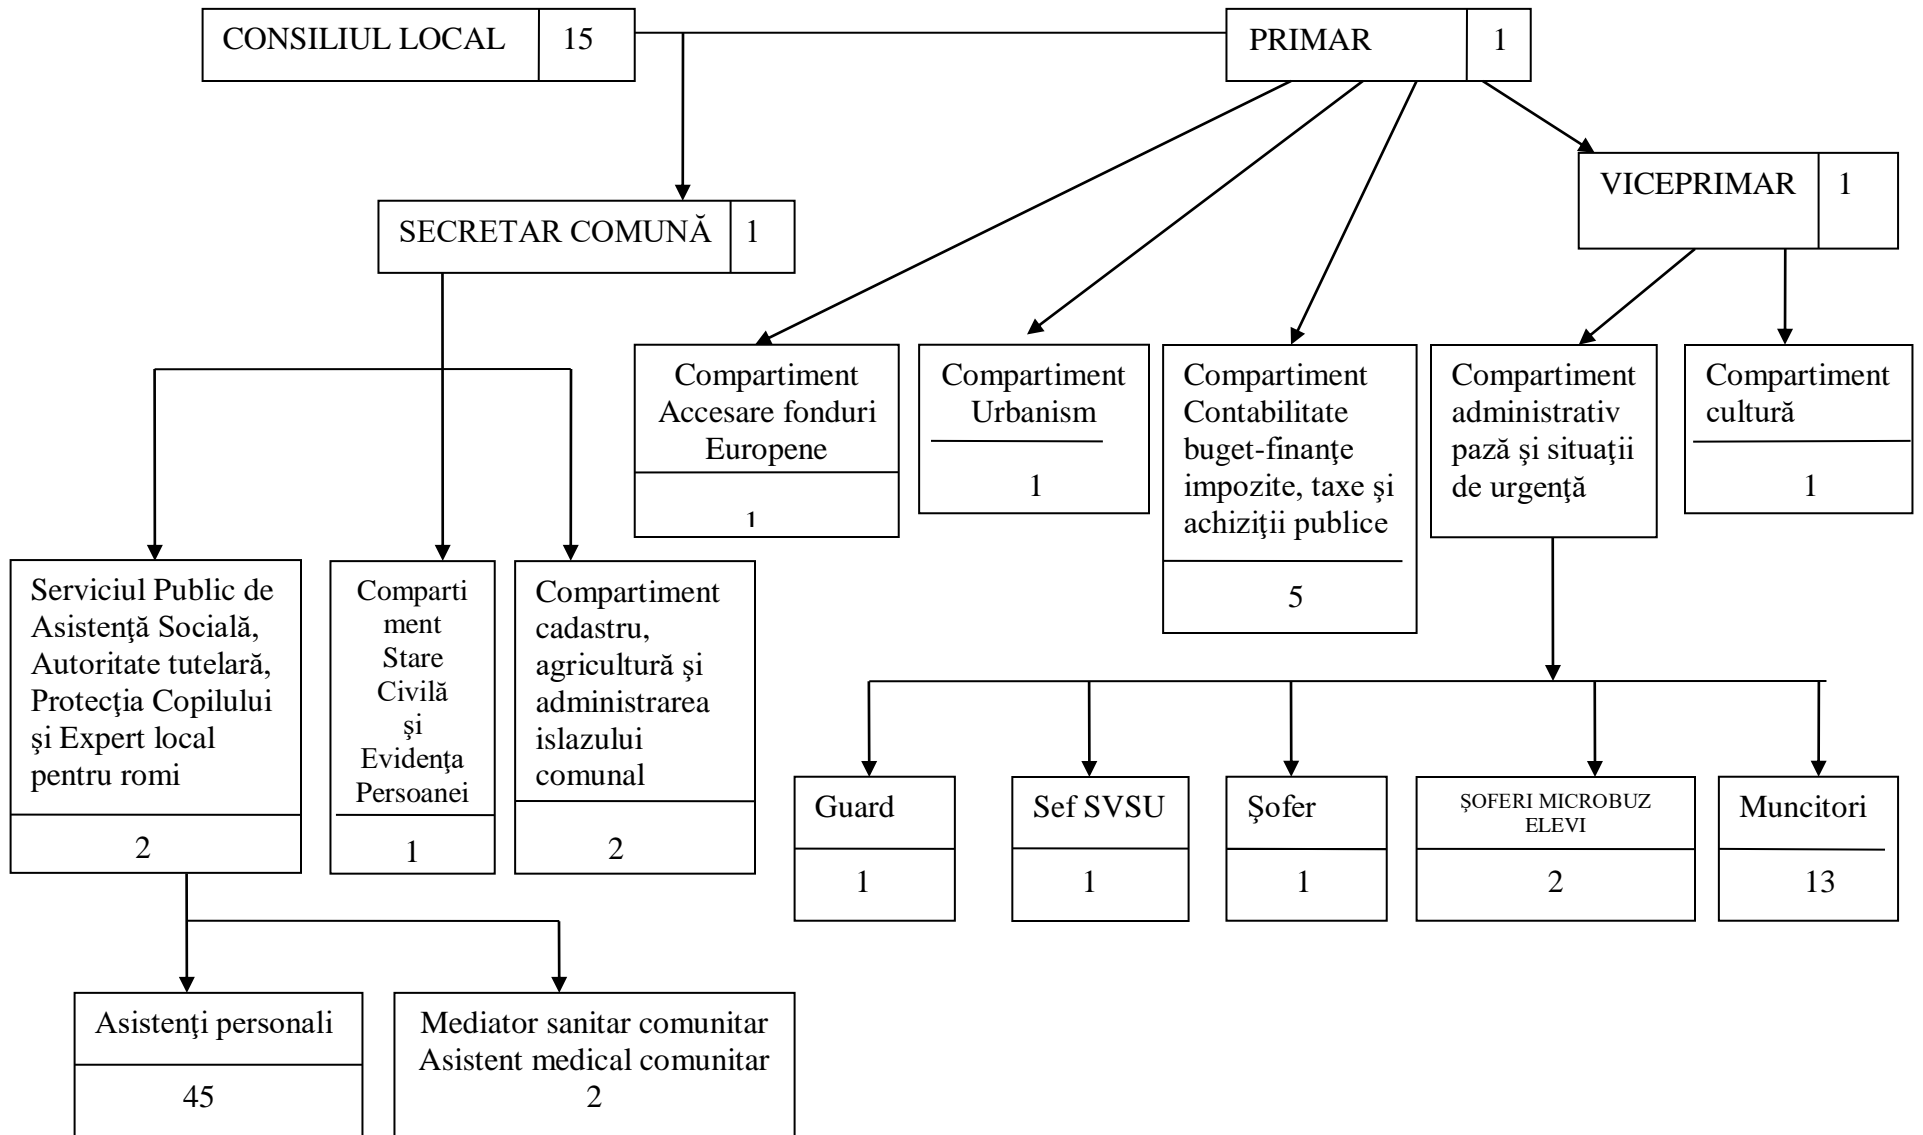 CONSILIUL LOCAL 15
PRIMAR 1
VICEPRIMAR 1
SECRETAR COMUNĂ 1
Compartiment
Accesare fonduri
Europene
1
Compartiment
Urbanism
1
Compartiment
Contabilitate
buget-finanţe
impozite, taxe şi
achiziţii publice
5
Compartiment
administrativ
pază şi situaţii
de urgenţă
Compartiment
cultură
1
Serviciul Public de
Asistenţă Socială,
Autoritate tutelară,
Protecţia Copilului
şi Expert local
pentru romi
2
Comparti
ment
Stare
Civilă
şi
Evidenţa
Persoanei
1
Compartiment
cadastru,
agricultură şi
administrarea
islazului
comunal
2
Guard
1
Sef SVSU
1
Şofer
1
ŞOFERI MICROBUZ
ELEVI
2
Muncitori
13
Asistenţi personali
45
Mediator sanitar comunitar
Asistent medical comunitar
2